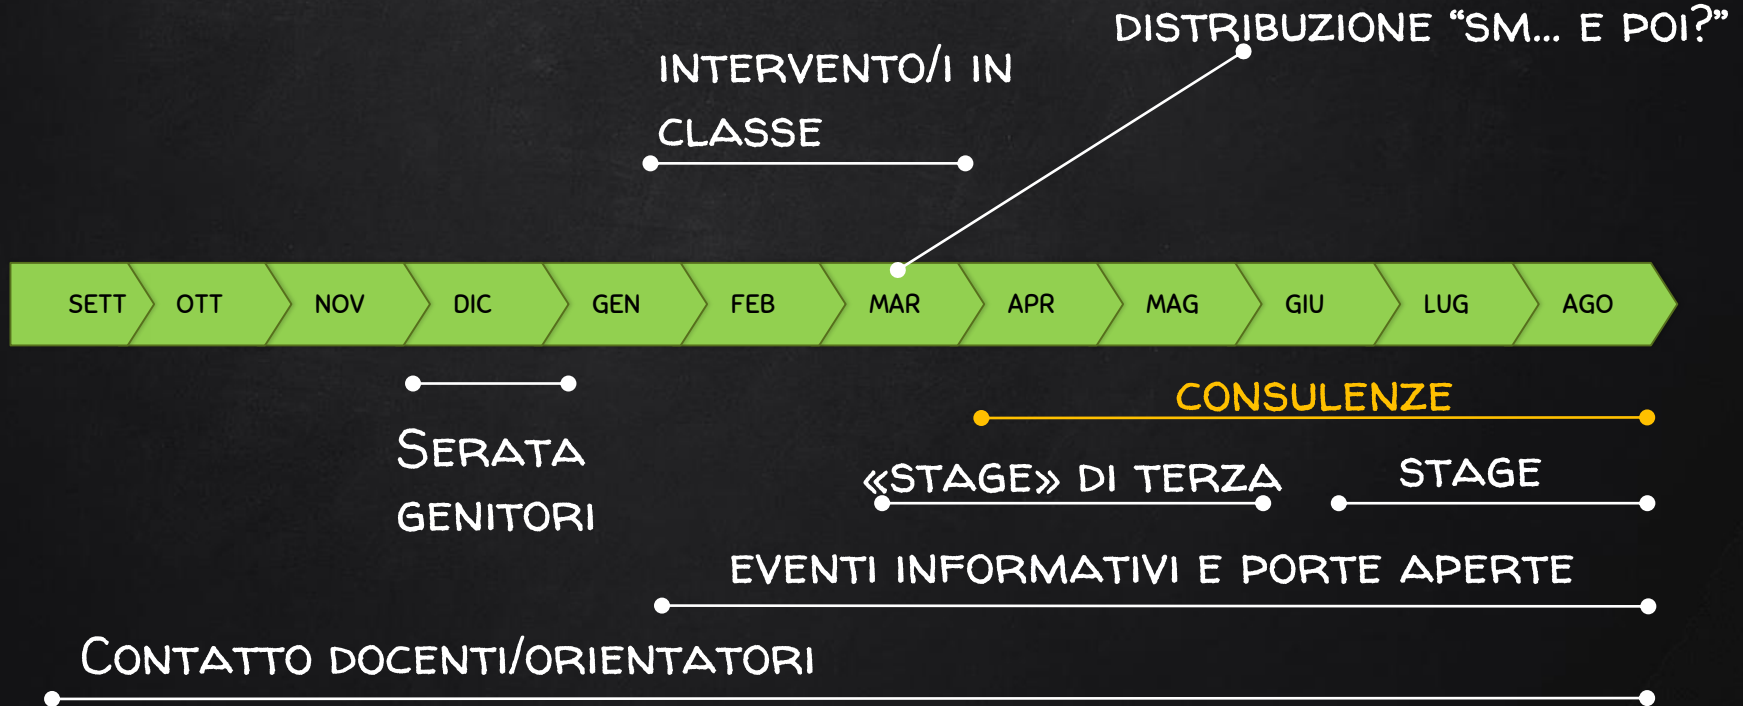 DISTRIBUZIONE “SM... E POI?”
INTERVENTO/I IN
CLASSE
SETT OTT NOV DIC GEN FEB MAR APR MAG GIU LUG AGO
CONSULENZE
SERATA
GENITORI
«STAGE» DI TERZA
STAGE
EVENTI INFORMATIVI E PORTE APERTE
CONTATTO DOCENTI/ORIENTATORI